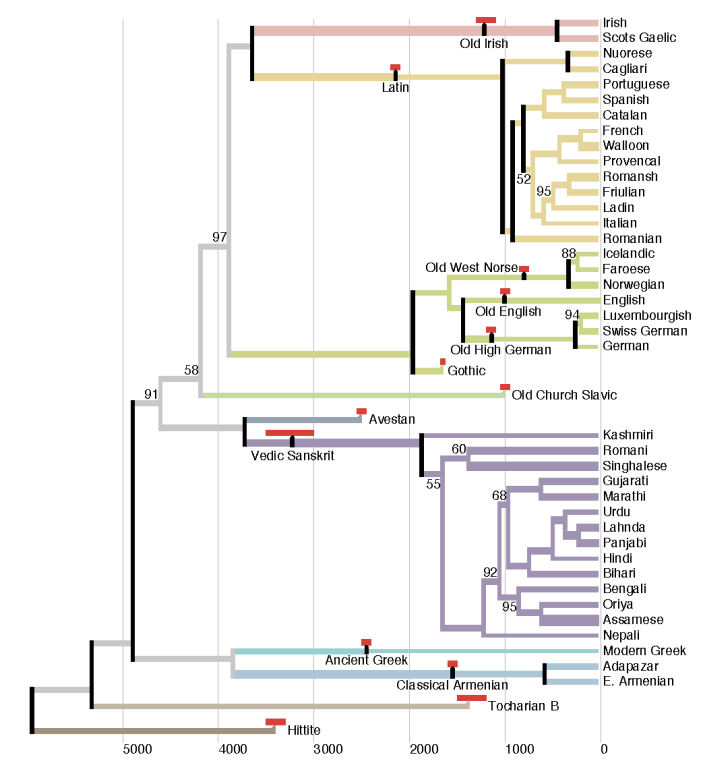 Irish
Scots Gaelic
Old Irish
Nuorese
Cagliari
Latin
Portuguese
Spanish
Catalan
French
Walloon
Provencal
52
Romansh
95
Friulian
Ladin
Italian
97
Romanian
88
Icelandic
Old West Norse
Faroese
Norwegian
English
Old English
94
Luxembourgish
Swiss German
Old High German
German
58
Gothic
91
Old Church Slavic
Avestan
Vedic Sanskrit
Kashmiri
60
Romani
Singhalese
55
Gujarati
68
Marathi
Urdu
Lahnda
Panjabi
Hindi
92
Bihari
Bengali
95
Oriya
Assamese
Nepali
Modern Greek
Ancient Greek
Adapazar
Classical Armenian
E. Armenian
Tocharian B
Hittite
5000 4000 3000 2000 1000 0